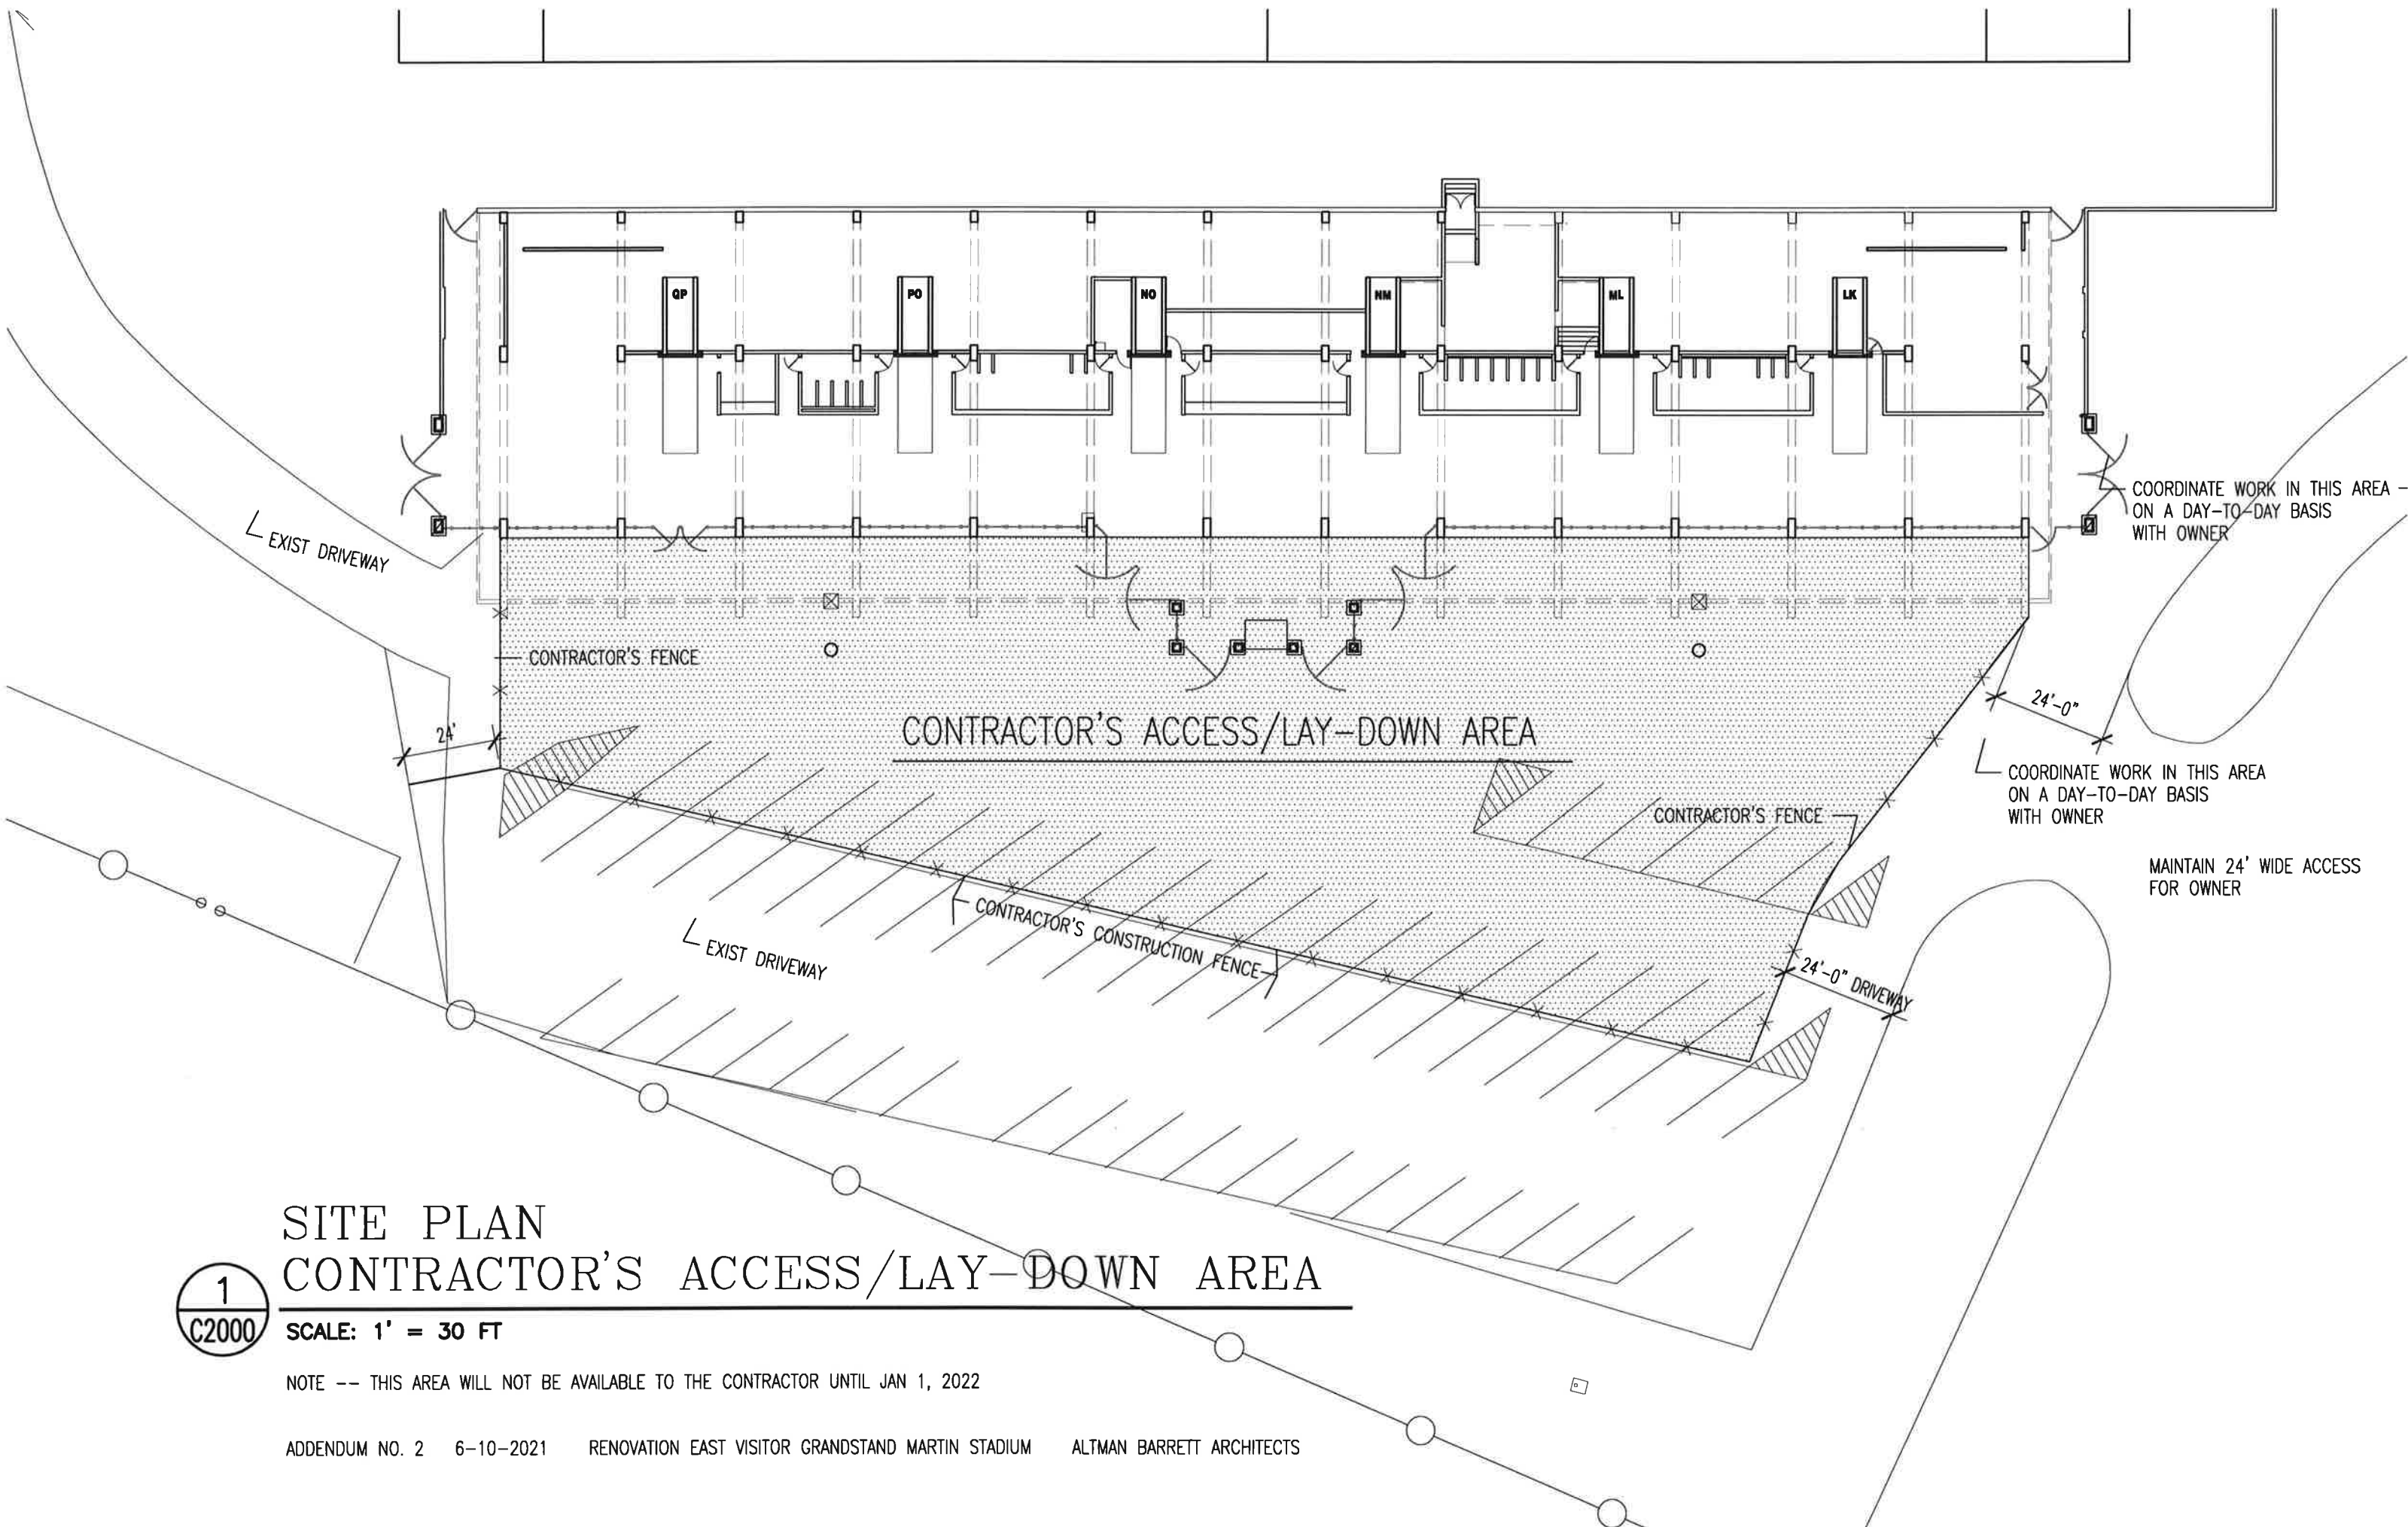 QP
PO
NO
NM
ML
LK
COORDINATE WORK IN THIS AREA -
ON A DAY-TO-DAY BASIS
WITH OWNER
EXIST DRIVEWAY
CONTRACTOR'S FENCE
24'
CONTRACTOR'S ACCESS/LAY-DOWN AREA
24'-0"
COORDINATE WORK IN THIS AREA
ON A DAY-TO-DAY BASIS
WITH OWNER
CONTRACTOR'S FENCE
MAINTAIN 24' WIDE ACCESS
FOR OWNER
CONTRACTOR'S CONSTRUCTION FENCE
EXIST DRIVEWAY
24'-0" DRIVEWAY
SITE PLAN
CONTRACTOR'S ACCESS/LAY-DOWN AREA
1
C2000
SCALE: 1' = 30 FT
NOTE -- THIS AREA WILL NOT BE AVAILABLE TO THE CONTRACTOR UNTIL JAN 1, 2022
ADDENDUM NO. 2 6-10-2021 RENOVATION EAST VISITOR GRANDSTAND MARTIN STADIUM ALTMAN BARRETT ARCHITECTS